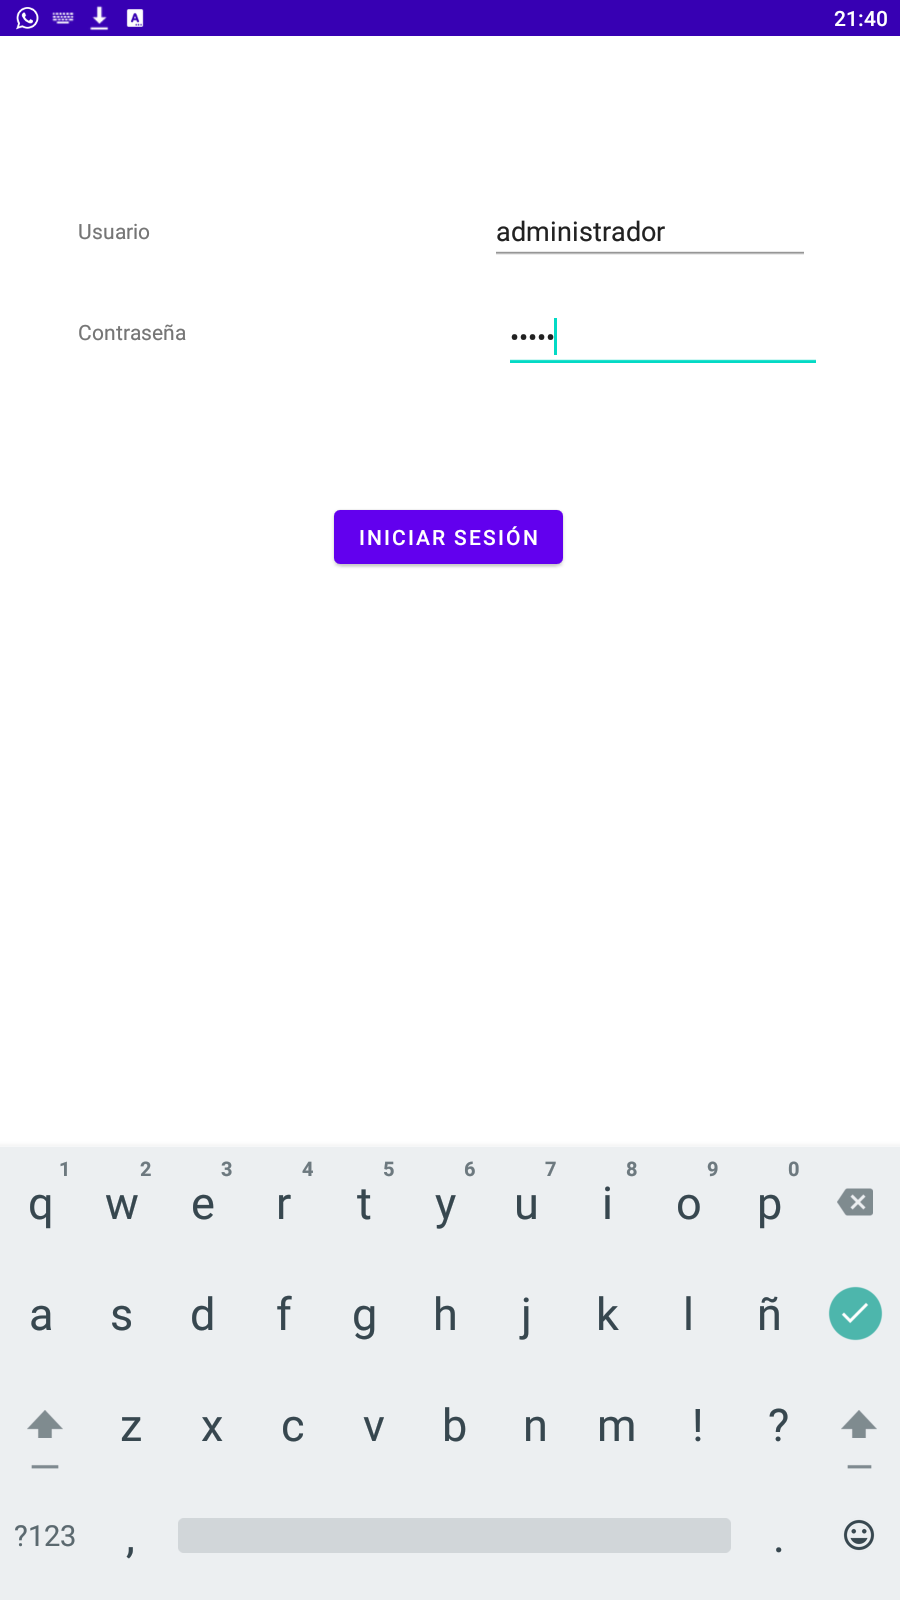 21:40
Usuario
administrador
Contraseña
•••••
INICIAR SESIÓN
1 2 3 4 5 6 7 8 9 0
q w e r t y u i o p
a s d f g h j k l ñ
z x c v b n m ! ?
?123 , .